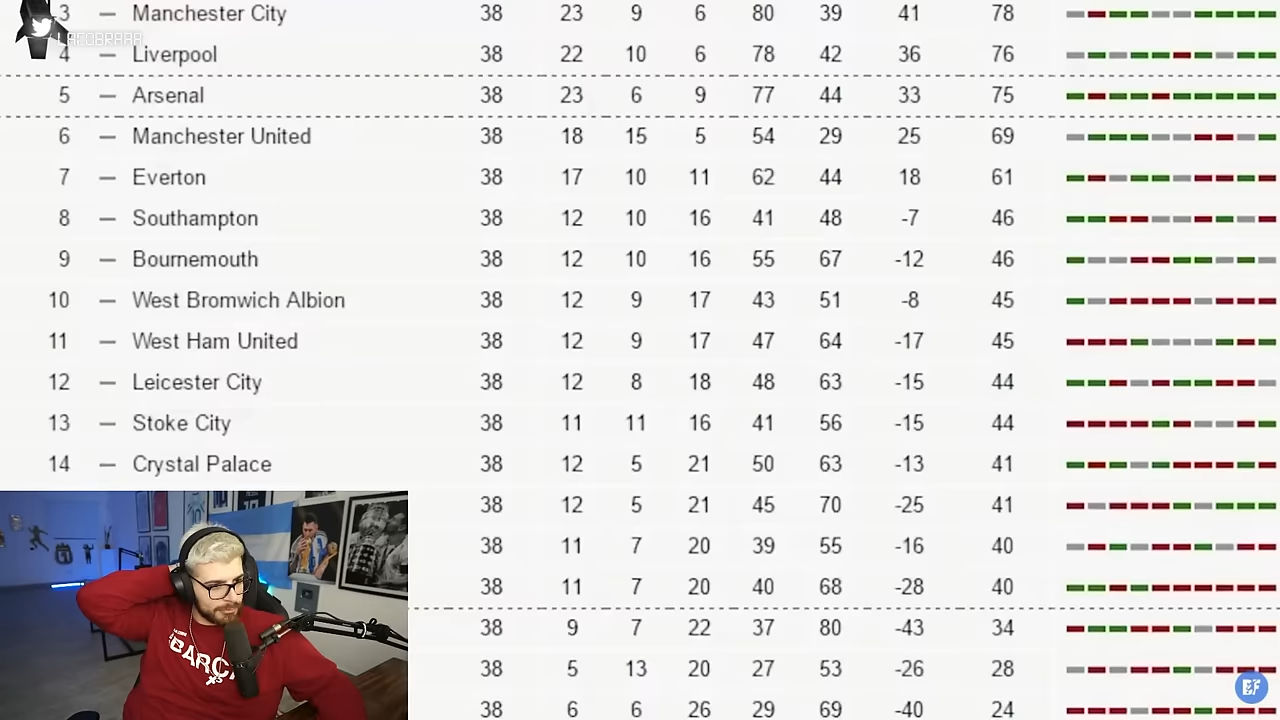 LAFOBRAAA
3 — Manchester City 38 23 9 6 80 39 41 78
4 — Liverpool 38 22 10 6 78 42 36 76
5 — Arsenal 38 23 6 9 77 44 33 75
6 — Manchester United 38 18 15 5 54 29 25 69
7 — Everton 38 17 10 11 62 44 18 61
8 — Southampton 38 12 10 16 41 48 -7 46
9 — Bournemouth 38 12 10 16 55 67 -12 46
10 — West Bromwich Albion 38 12 9 17 43 51 -8 45
11 — West Ham United 38 12 9 17 47 64 -17 45
12 — Leicester City 38 12 8 18 48 63 -15 44
13 — Stoke City 38 11 11 16 41 56 -15 44
14 — Crystal Palace 38 12 5 21 50 63 -13 41
38 12 5 21 45 70 -25 41
38 11 7 20 39 55 -16 40
38 11 7 20 40 68 -28 40
38 9 7 22 37 80 -43 34
38 5 13 20 27 53 -26 28
38 6 6 26 29 69 -40 24